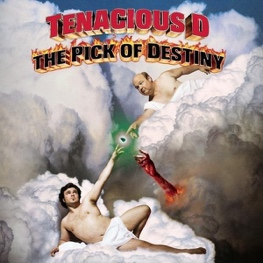 TENACIOUS D
THE PICK OF DESTINY